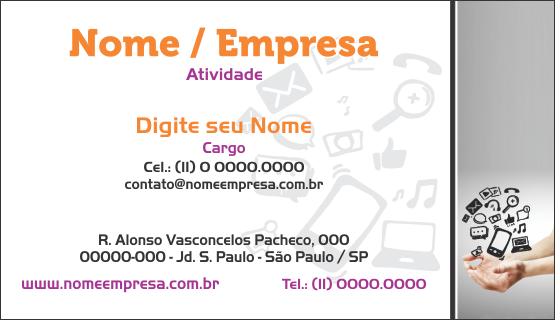 Nome / Empresa
Atividade
Digite seu Nome
Cargo
Cel.: (11) 0 0000.0000
contato@nomeempresa.com.br
R. Alonso Vasconcelos Pacheco, 000
00000-000 - Jd. S. Paulo - São Paulo / SP
www.nomeempresa.com.br Tel.: (11) 0000.0000